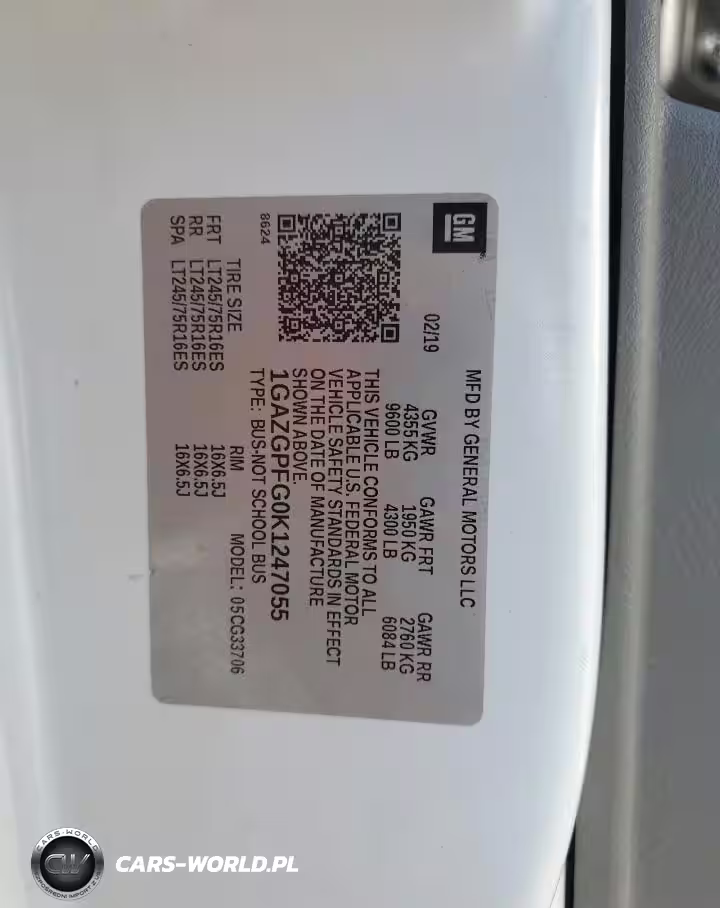 GM
MFD BY GENERAL MOTORS LLC
02/19
GVWR GAWR FRT GAWR RR
4355 KG 1950 KG 2760 KG
9600 LB 4300 LB 6084 LB
THIS VEHICLE CONFORMS TO ALL
APPLICABLE U.S. FEDERAL MOTOR
VEHICLE SAFETY STANDARDS IN EFFECT
ON THE DATE OF MANUFACTURE
SHOWN ABOVE.
1GAZGPFG0K1247055
8624
TYPE: BUS-NOT SCHOOL BUS
MODEL: 05CG33706
TIRE SIZE RIM
FRT LT245/75R16ES 16X6.5J
RR LT245/75R16ES 16X6.5J
SPA LT245/75R16ES 16X6.5J
CARS-WORLD
CW
CARS-WORLD.PL